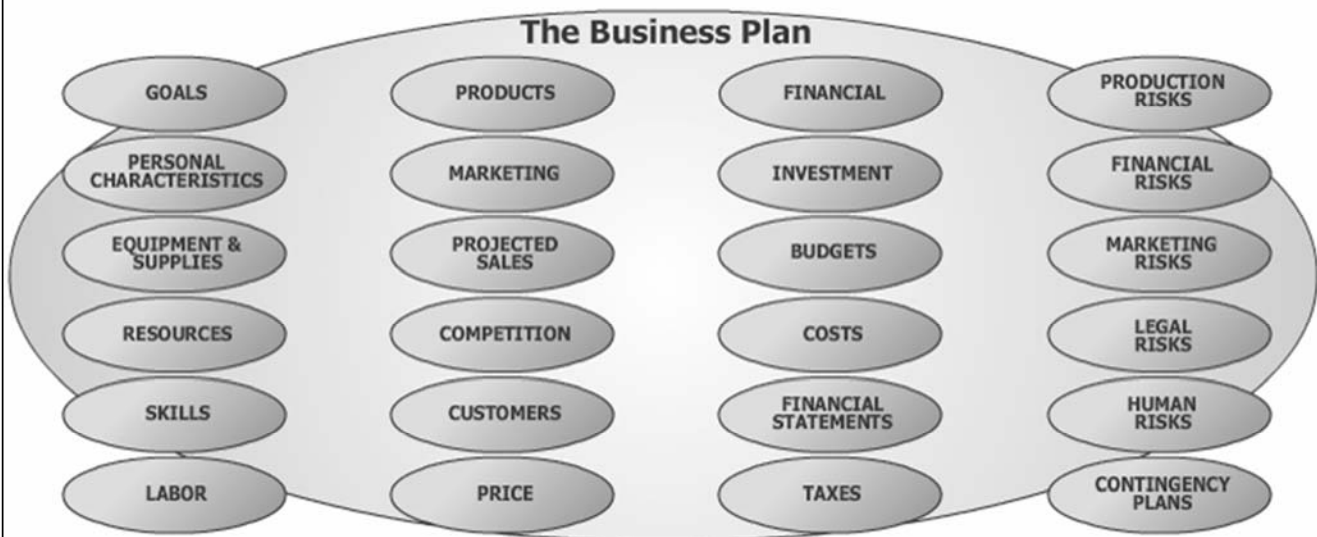 The Business Plan
GOALS
PRODUCTS
FINANCIAL
PRODUCTION
RISKS
PERSONAL
CHARACTERISTICS
MARKETING
INVESTMENT
FINANCIAL
RISKS
EQUIPMENT &
SUPPLIES
PROJECTED
SALES
BUDGETS
MARKETING
RISKS
RESOURCES
COMPETITION
COSTS
LEGAL
RISKS
SKILLS
CUSTOMERS
FINANCIAL
STATEMENTS
HUMAN
RISKS
LABOR
PRICE
TAXES
CONTINGENCY
PLANS